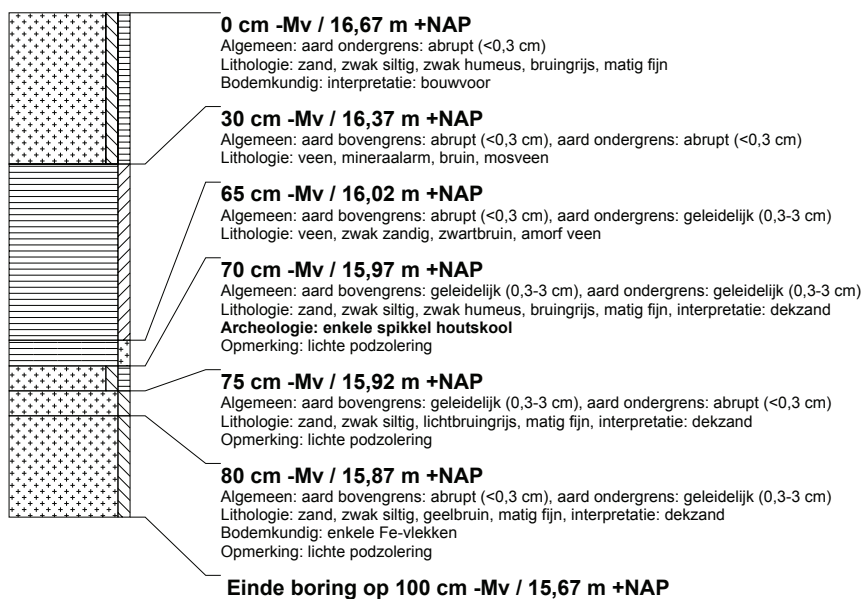 0 cm -Mv / 16,67 m +NAP
Algemeen: aard ondergrens: abrupt (<0,3 cm)
Lithologie: zand, zwak siltig, zwak humeus, bruingrijs, matig fijn
Bodemkundig: interpretatie: bouwvoor
30 cm -Mv / 16,37 m +NAP
Algemeen: aard bovengrens: abrupt (<0,3 cm), aard ondergrens: abrupt (<0,3 cm)
Lithologie: veen, mineraalarm, bruin, mosveen
65 cm -Mv / 16,02 m +NAP
Algemeen: aard bovengrens: abrupt (<0,3 cm), aard ondergrens: geleidelijk (0,3-3 cm)
Lithologie: veen, zwak zandig, zwartbruin, amorf veen
70 cm -Mv / 15,97 m +NAP
Algemeen: aard bovengrens: geleidelijk (0,3-3 cm), aard ondergrens: geleidelijk (0,3-3 cm)
Lithologie: zand, zwak siltig, zwak humeus, bruingrijs, matig fijn, interpretatie: dekzand
Archeologie: enkele spikkel houtskool
Opmerking: lichte podzolering
75 cm -Mv / 15,92 m +NAP
Algemeen: aard bovengrens: geleidelijk (0,3-3 cm), aard ondergrens: abrupt (<0,3 cm)
Lithologie: zand, zwak siltig, lichtbruingrijs, matig fijn, interpretatie: dekzand
Opmerking: lichte podzolering
80 cm -Mv / 15,87 m +NAP
Algemeen: aard bovengrens: abrupt (<0,3 cm), aard ondergrens: geleidelijk (0,3-3 cm)
Lithologie: zand, zwak siltig, geelbruin, matig fijn, interpretatie: dekzand
Bodemkundig: enkele Fe-vlekken
Opmerking: lichte podzolering
Einde boring op 100 cm -Mv / 15,67 m +NAP